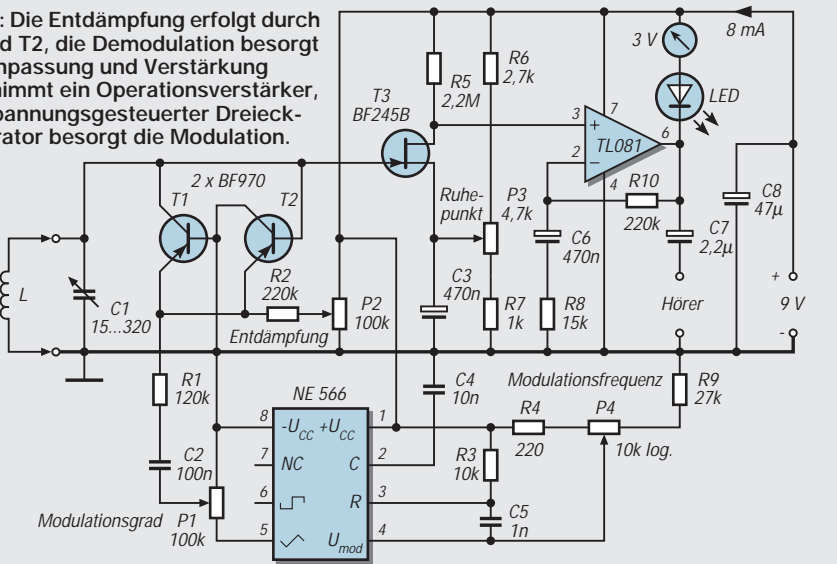 : Die Entdämpfung erfolgt durch
d T2, die Demodulation besorgt
npassung und Verstärkung
nimmt ein Operationsverstärker,
pannungsgesteuerter Dreieck-
rator besorgt die Modulation.
8 mA
3 V
LED
R5
2,2M
R6
2,7k
T3
BF245B
3
+
7
TL081
6
2
−
4
2 x BF970
T1
T2
Ruhe-
punkt
P3
4,7k
R10
220k
C8
47µ
C7
2,2µ
C6
470n
L
C1
15...320
R2
220k
Entdämpfung
P2
100k
C3
470n
R7
1k
R8
15k
Hörer
+
9 V
-
R1
120k
NE 566
C4
10n
Modulationsfrequenz
R9
27k
8
-UCC +UCC
1
R4
220
P4
10k log.
C2
100n
7
NC
C
2
R3
10k
6
R
3
Modulationsgrad
P1
100k
5
Umod
4
C5
1n